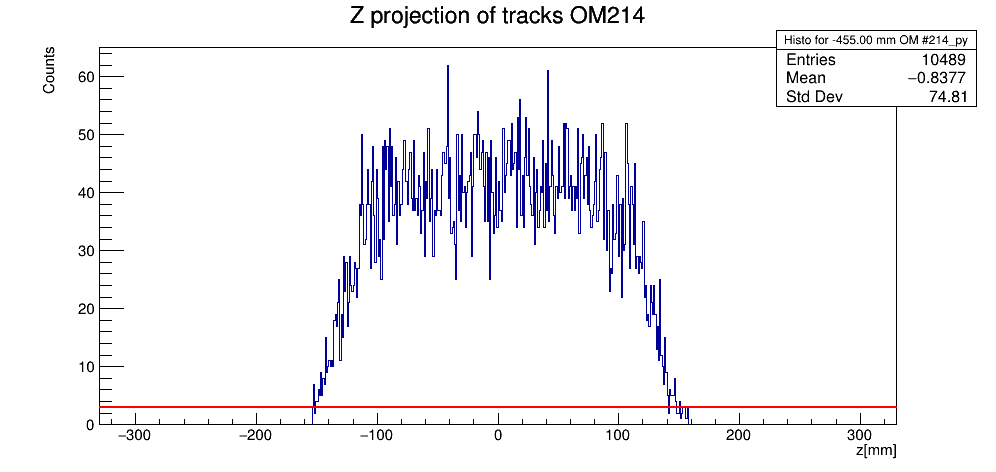 Z projection of tracks OM214
Histo for -455.00 mm OM #214_py
Entries 10489
Mean −0.8377
Std Dev 74.81
Counts
60
50
40
30
20
10
0
−300 −200 −100 0 100 200 300
z[mm]